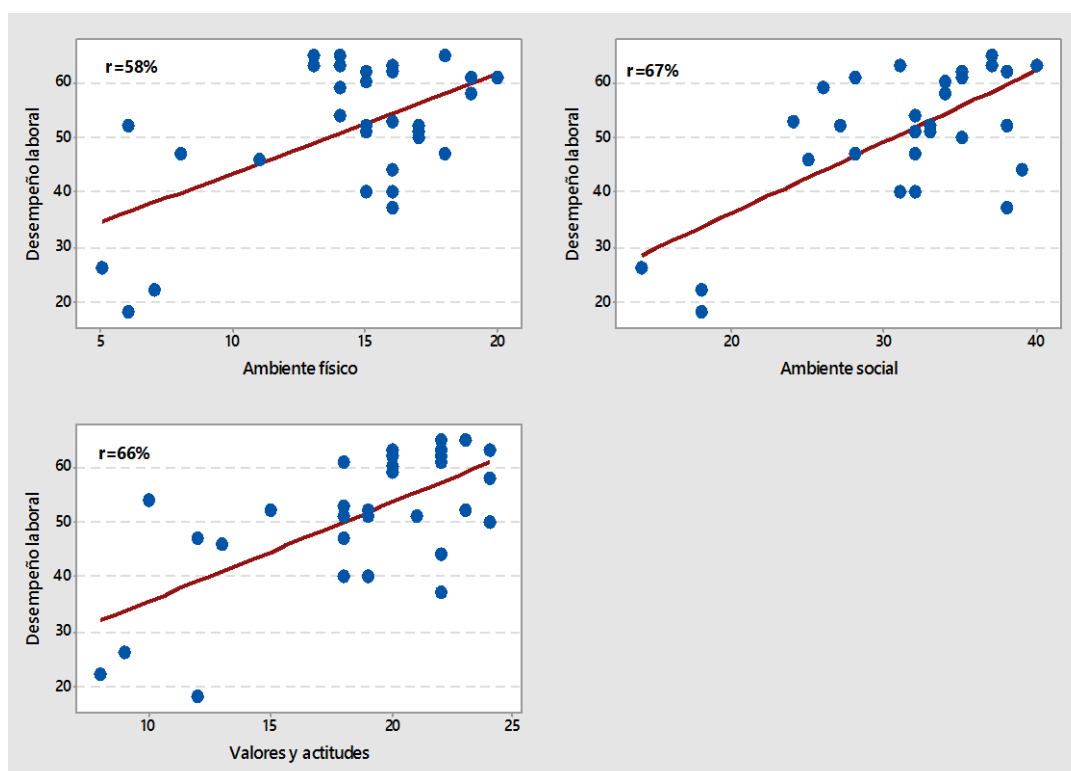 r=58%
Desempeño laboral
60
50
40
30
20
5 10 15 20
Ambiente físico
r=67%
Desempeño laboral
60
50
40
30
20
20 30 40
Ambiente social
r=66%
Desempeño laboral
60
50
40
30
20
10 15 20 25
Valores y actitudes